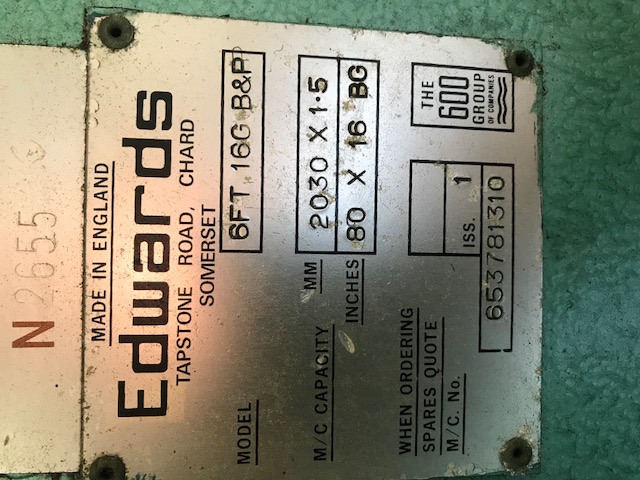 N 2655
MADE IN ENGLAND
Edwards
TAPSTONE ROAD, CHARD
SOMERSET
MODEL 6FT 16G B&P
M/C CAPACITY MM 2030 X 1·5
INCHES 80 X 16 BG
WHEN ORDERING
SPARES QUOTE ISS. 1
M/C. No. 653781310
THE
600
GROUP
OF COMPANIES